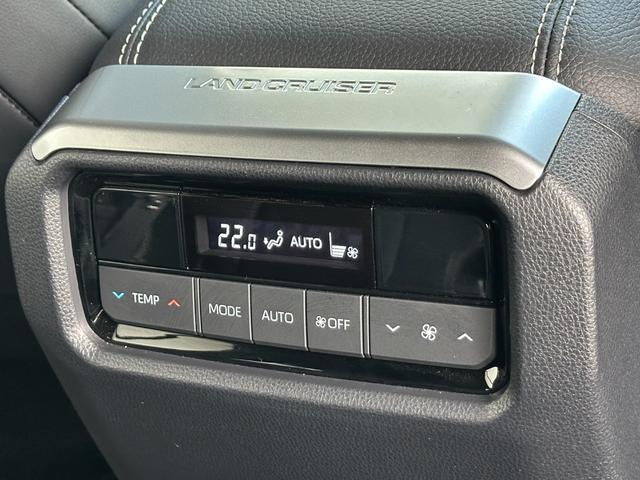 LAND CRUISER
22.0 AUTO
TEMP MODE AUTO OFF